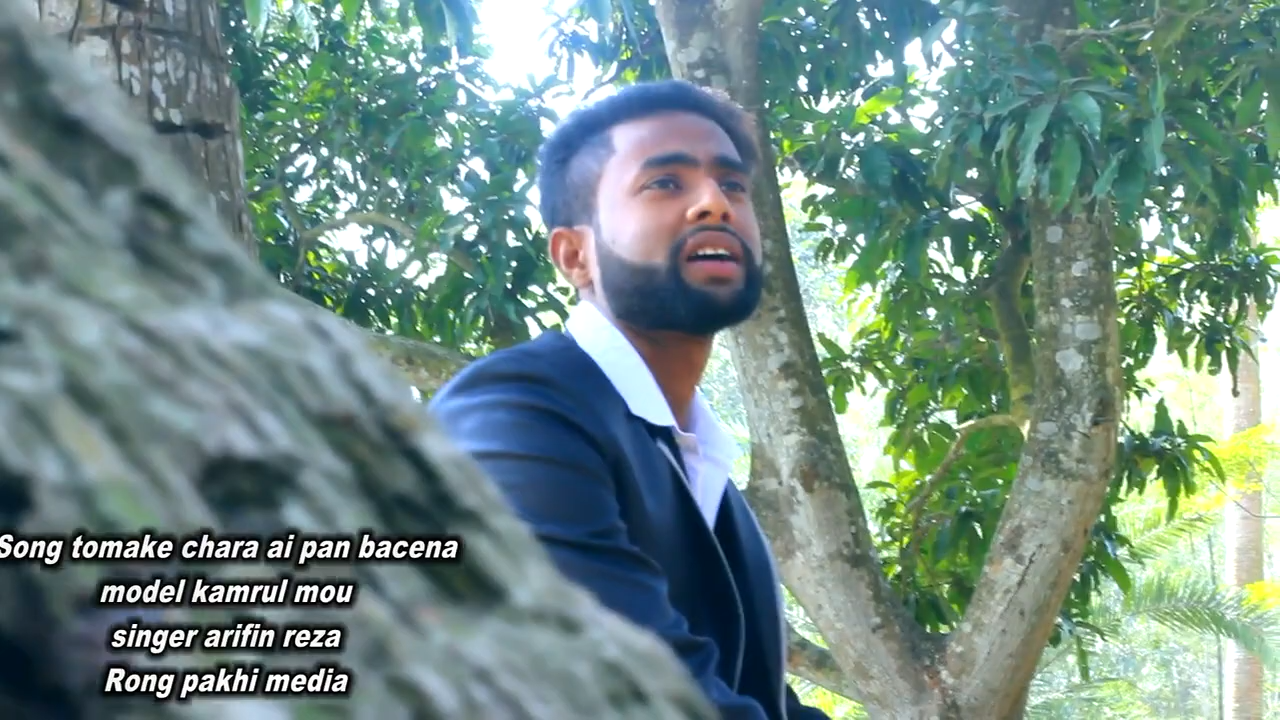 Song tomake chara ai pan bacena
model kamrul mou
singer arifin reza
Rong pakhi media